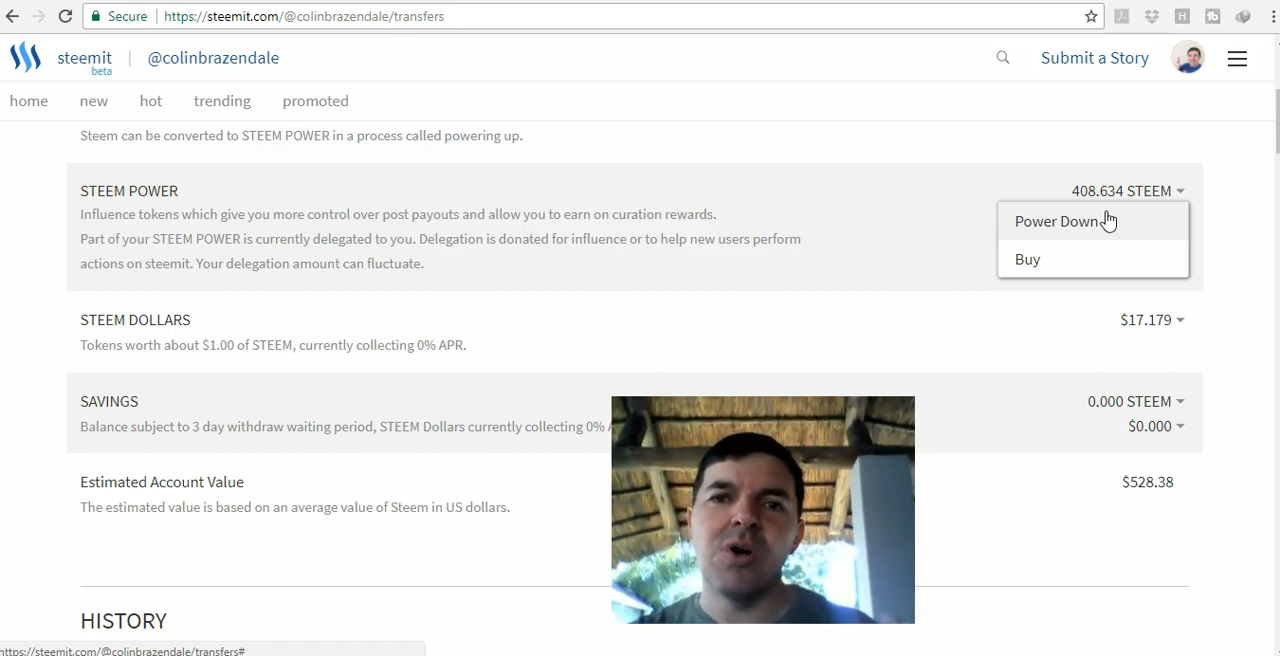 Secure
https://steemit.com/@colinbrazendale/transfers
steemit
beta
@colinbrazendale
Submit a Story
home new hot trending promoted
Steem can be converted to STEEM POWER in a process called powering up.
STEEM POWER
408.634 STEEM
Influence tokens which give you more control over post payouts and allow you to earn on curation rewards.
Power Down
Part of your STEEM POWER is currently delegated to you. Delegation is donated for influence or to help new users perform
actions on steemit. Your delegation amount can fluctuate.
Buy
STEEM DOLLARS
$17.179
Tokens worth about $1.00 of STEEM, currently collecting 0% APR.
SAVINGS
0.000 STEEM
Balance subject to 3 day withdraw waiting period, STEEM Dollars currently collecting 0%
$0.000
Estimated Account Value
$528.38
The estimated value is based on an average value of Steem in US dollars.
HISTORY
https://steemit.com/@colinbrazendale/transfers#